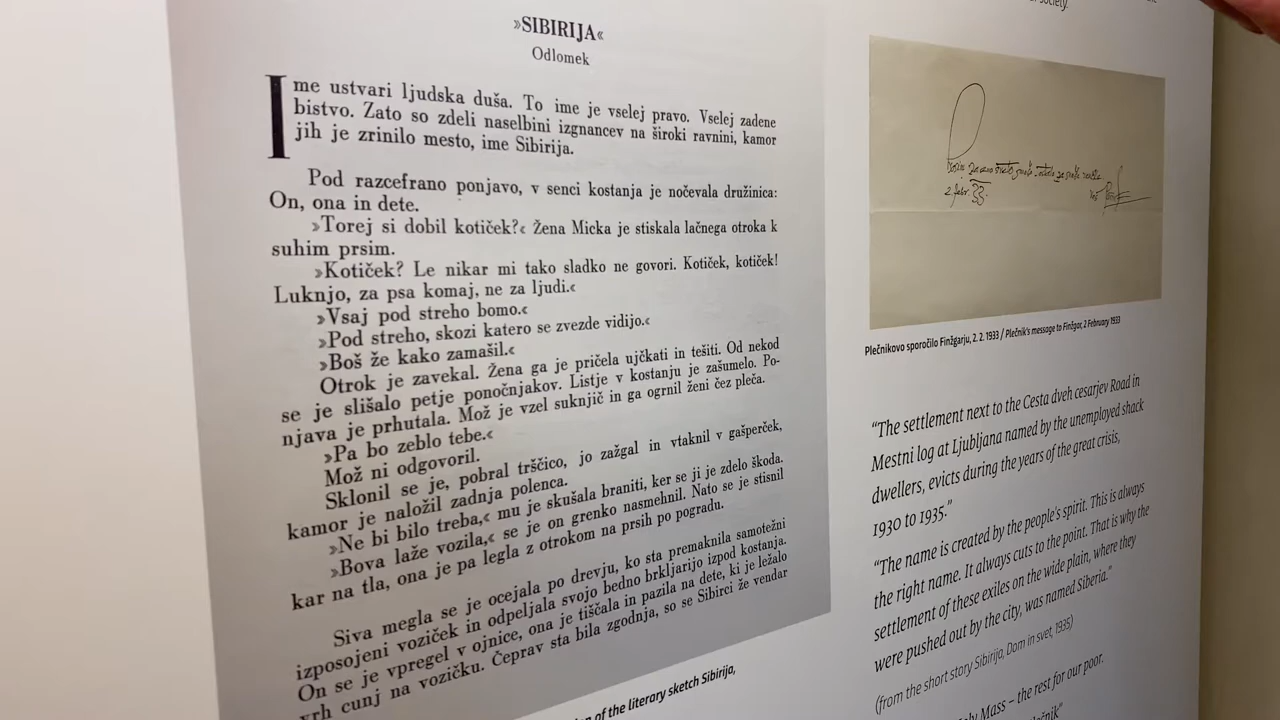 »SIBIRIJA«
Odlomek
Ime ustvari ljudska duša. To ime je vselej pravo. Vselej zadene
bistvo. Zato so zdeli naselbini izgnancev na široki ravnini, kamor
jih je zrinilo mesto, ime Sibirija.
Pod razcefrano ponjavo, v senci kostanja je nočevala družinica:
On, ona in dete.
»Torej si dobil kotiček?« Žena Micka je stiskala lačnega otroka k
suhim prsim.
»Kotiček? Le nikar mi tako sladko ne govori. Kotiček, kotiček!
Luknjo, za psa komaj, ne za ljudi.«
»Vsaj pod streho bomo.«
»Pod streho, skozi katero se zvezde vidijo.«
»Boš že kako zamašil.«
Otrok je zavekal. Žena ga je pričela ujčkati in tešiti. Od nekod
se je slišalo petje ponočnjakov. Listje v kostanju je zašumelo. Po-
njava je prhutala. Mož je vzel suknjič in ga ogrnil ženi čez pleča.
»Pa bo zeblo tebe.«
Mož ni odgovoril.
Sklonil se je, pobral trščico, jo zažgal in vtaknil v gašperček,
kamor je naložil zadnja polenca.
»Ne bi bilo treba,« mu je skušala braniti, ker se ji je zdelo škoda.
»Bova laže vozila,« se je on grenko nasmehnil. Nato se je stisnil
kar na tla, ona je pa legla z otrokom na prsih po pogradu.
Siva megla se je ocejala po drevju, ko sta premaknila samotežni
izposojeni voziček in odpeljala svojo bedno brkljarijo izpod kostanja.
On se je vpregel v ojnice, ona je tiščala in pazila na dete, ki je ležalo
vrh cunj na vozičku. Čeprav sta bila zgodnja, so se Sibirci že vendar
of the literary sketch Sibirija,
society.
2. febr. 33.
Plečnikovo sporočilo Finžgarju, 2. 2. 1933 / Plečnik's message to Finžgar, 2 February 1933
“The settlement next to the Cesta dveh cesarjev Road in
Mestni log at Ljubljana named by the unemployed shack
dwellers, evicts during the years of the great crisis,
1930 to 1935.”
“The name is created by the people's spirit. This is always
the right name. It always cuts to the point. That is why the
settlement of these exiles on the wide plain, where they
were pushed out by the city, was named Siberia.”
(from the short story Sibirija, Dom in svet, 1935)
Mass – the rest for our poor.